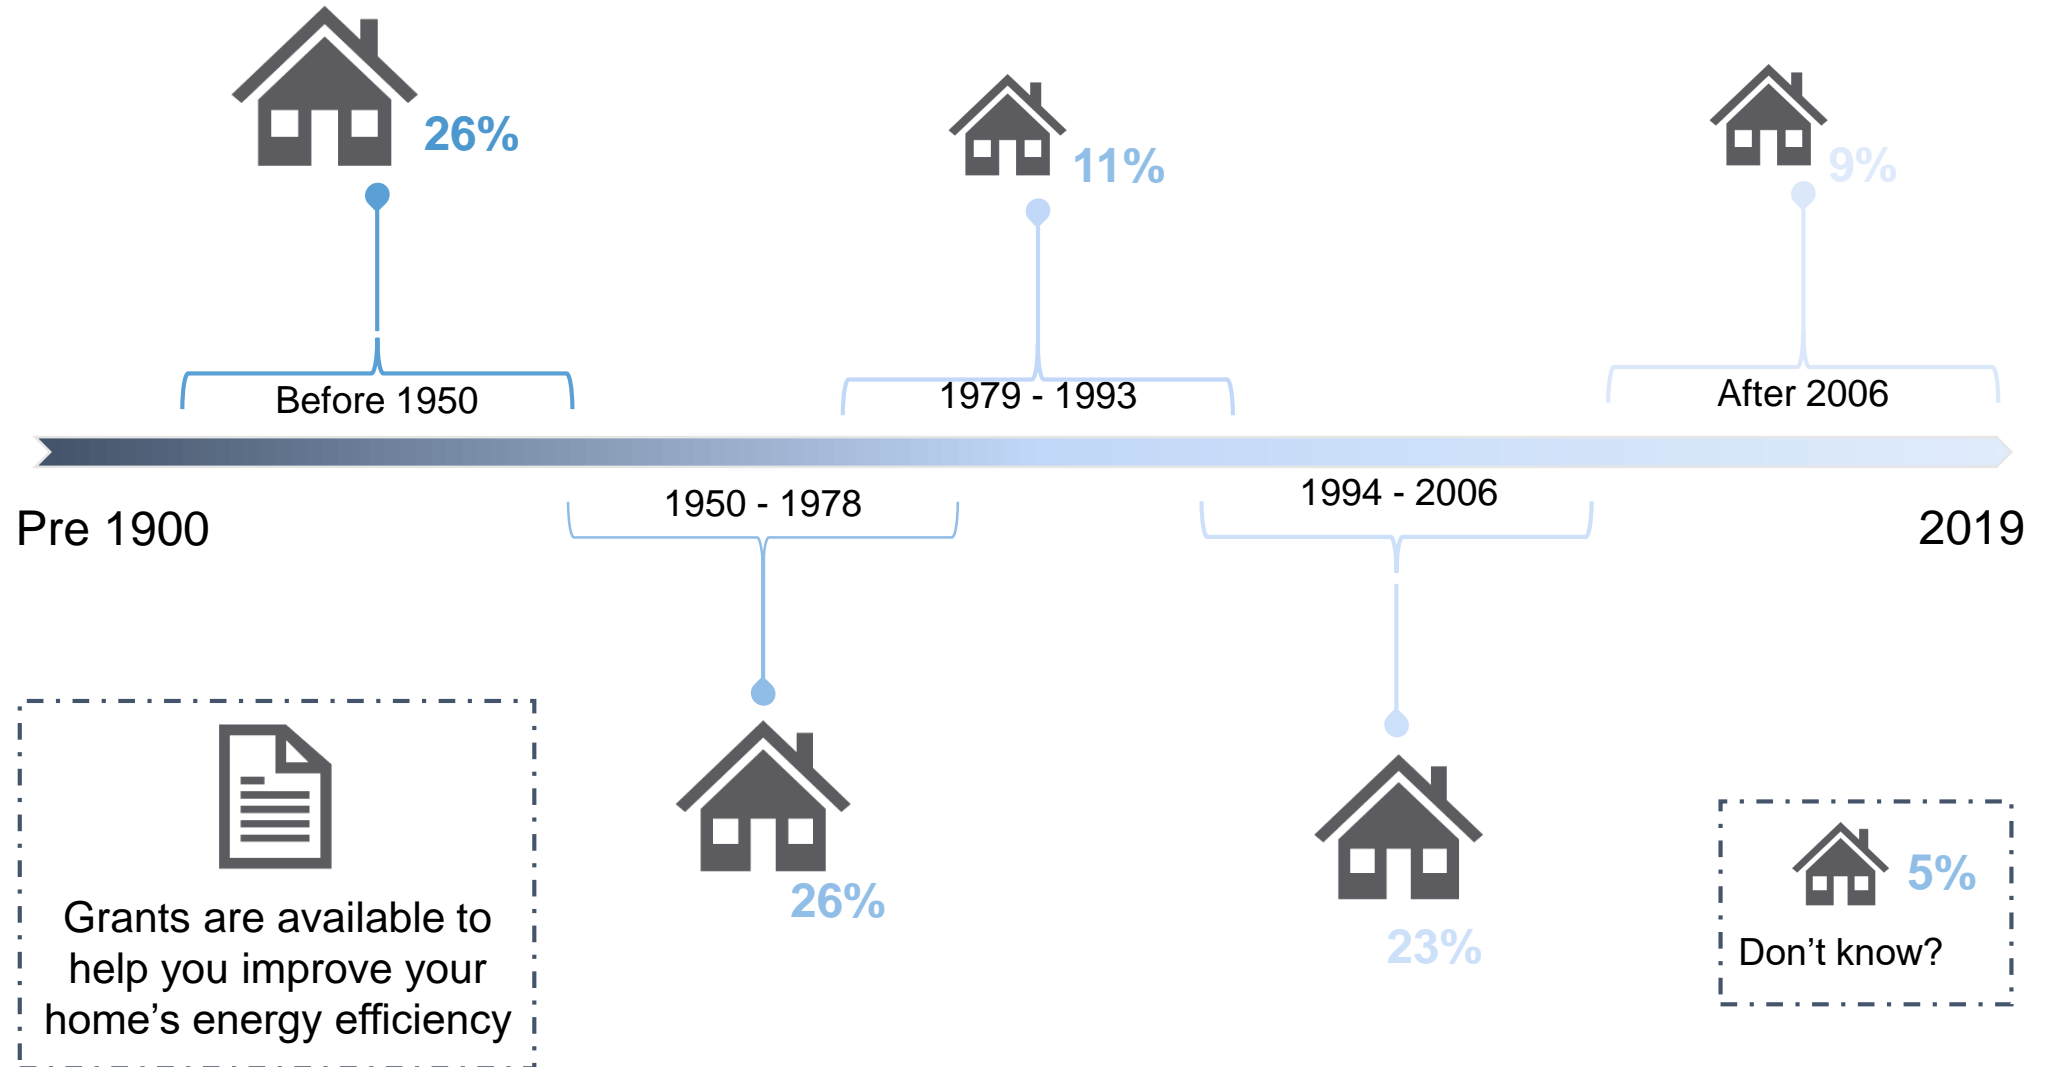 26%
11%
9%
Before 1950
1979 - 1993
After 2006
1950 - 1978
1994 - 2006
Pre 1900
2019
Grants are available to
help you improve your
home's energy efficiency
26%
23%
5%
Don't know?